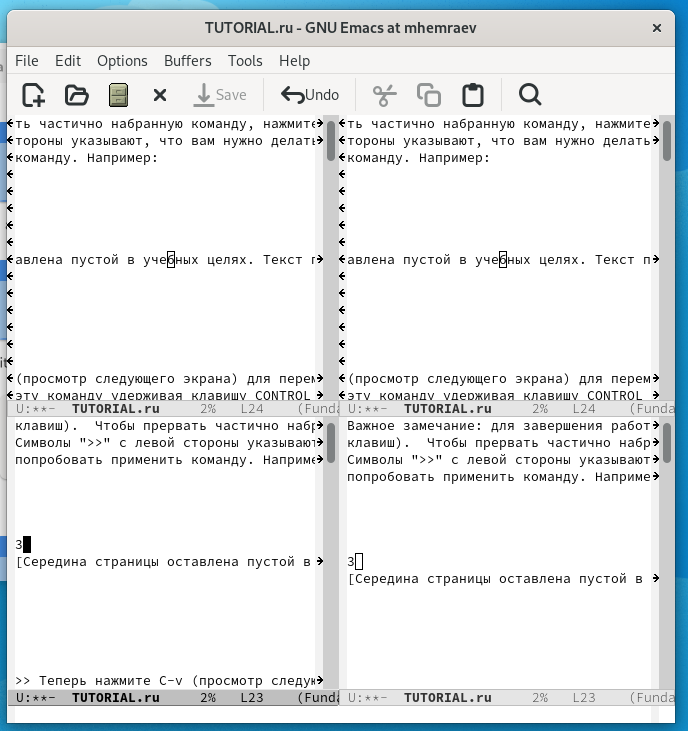 TUTORIAL.ru - GNU Emacs at mhemraev
File Edit Options Buffers Tools Help
Save Undo
ть частично набранную команду, нажмите
тороны указывают, что вам нужно делать
команду. Например:
авлена пустой в учебных целях. Текст п
(просмотр следующего экрана) для перем
эту команду удерживая клавишу CONTROL
U:**- TUTORIAL.ru 2% L24 (Funda
ть частично набранную команду, нажмите
тороны указывают, что вам нужно делать
команду. Например:
авлена пустой в учебных целях. Текст п
(просмотр следующего экрана) для перем
эту команду удерживая клавишу CONTROL
U:**- TUTORIAL.ru 2% L24 (Funda
клавиш). Чтобы прервать частично набр
Символы ">>" с левой стороны указывают
попробовать применить команду. Наприме
3
[Середина страницы оставлена пустой в
>> Теперь нажмите C-v (просмотр следую
U:**- TUTORIAL.ru 2% L23 (Funda
Важное замечание: для завершения работ
клавиш). Чтобы прервать частично набр
Символы ">>" с левой стороны указывают
попробовать применить команду. Наприме
3
[Середина страницы оставлена пустой в
U:**- TUTORIAL.ru 2% L23 (Funda